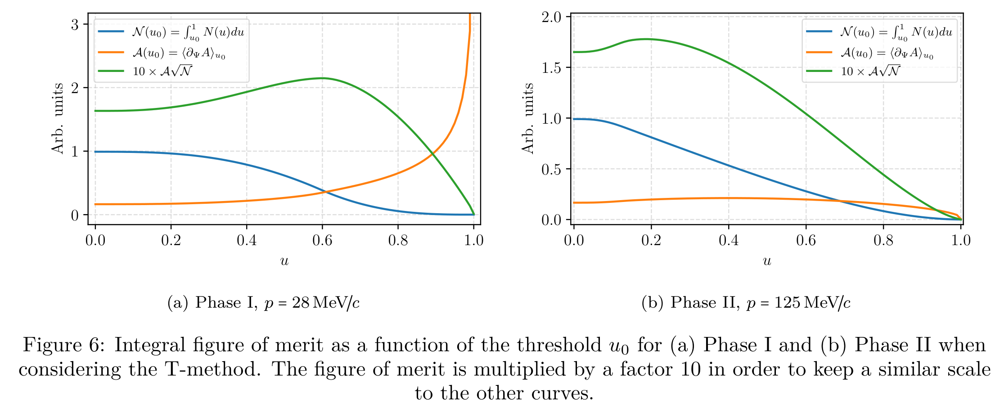 3
2
1
0
Arb. units
𝒩(u₀) = ∫_{u₀}^{1} N(u)du
𝒜(u₀) = ⟨∂_Ψ A⟩_{u₀}
10 × 𝒜√𝒩
0.0 0.2 0.4 0.6 0.8 1.0
u
(a) Phase I, p = 28 MeV/c
2.0
1.5
1.0
0.5
0.0
Arb. units
𝒩(u₀) = ∫_{u₀}^{1} N(u)du
𝒜(u₀) = ⟨∂_Ψ A⟩_{u₀}
10 × 𝒜√𝒩
0.0 0.2 0.4 0.6 0.8 1.0
u
(b) Phase II, p = 125 MeV/c
Figure 6: Integral figure of merit as a function of the threshold u₀ for (a) Phase I and (b) Phase II when
considering the T-method. The figure of merit is multiplied by a factor 10 in order to keep a similar scale
to the other curves.